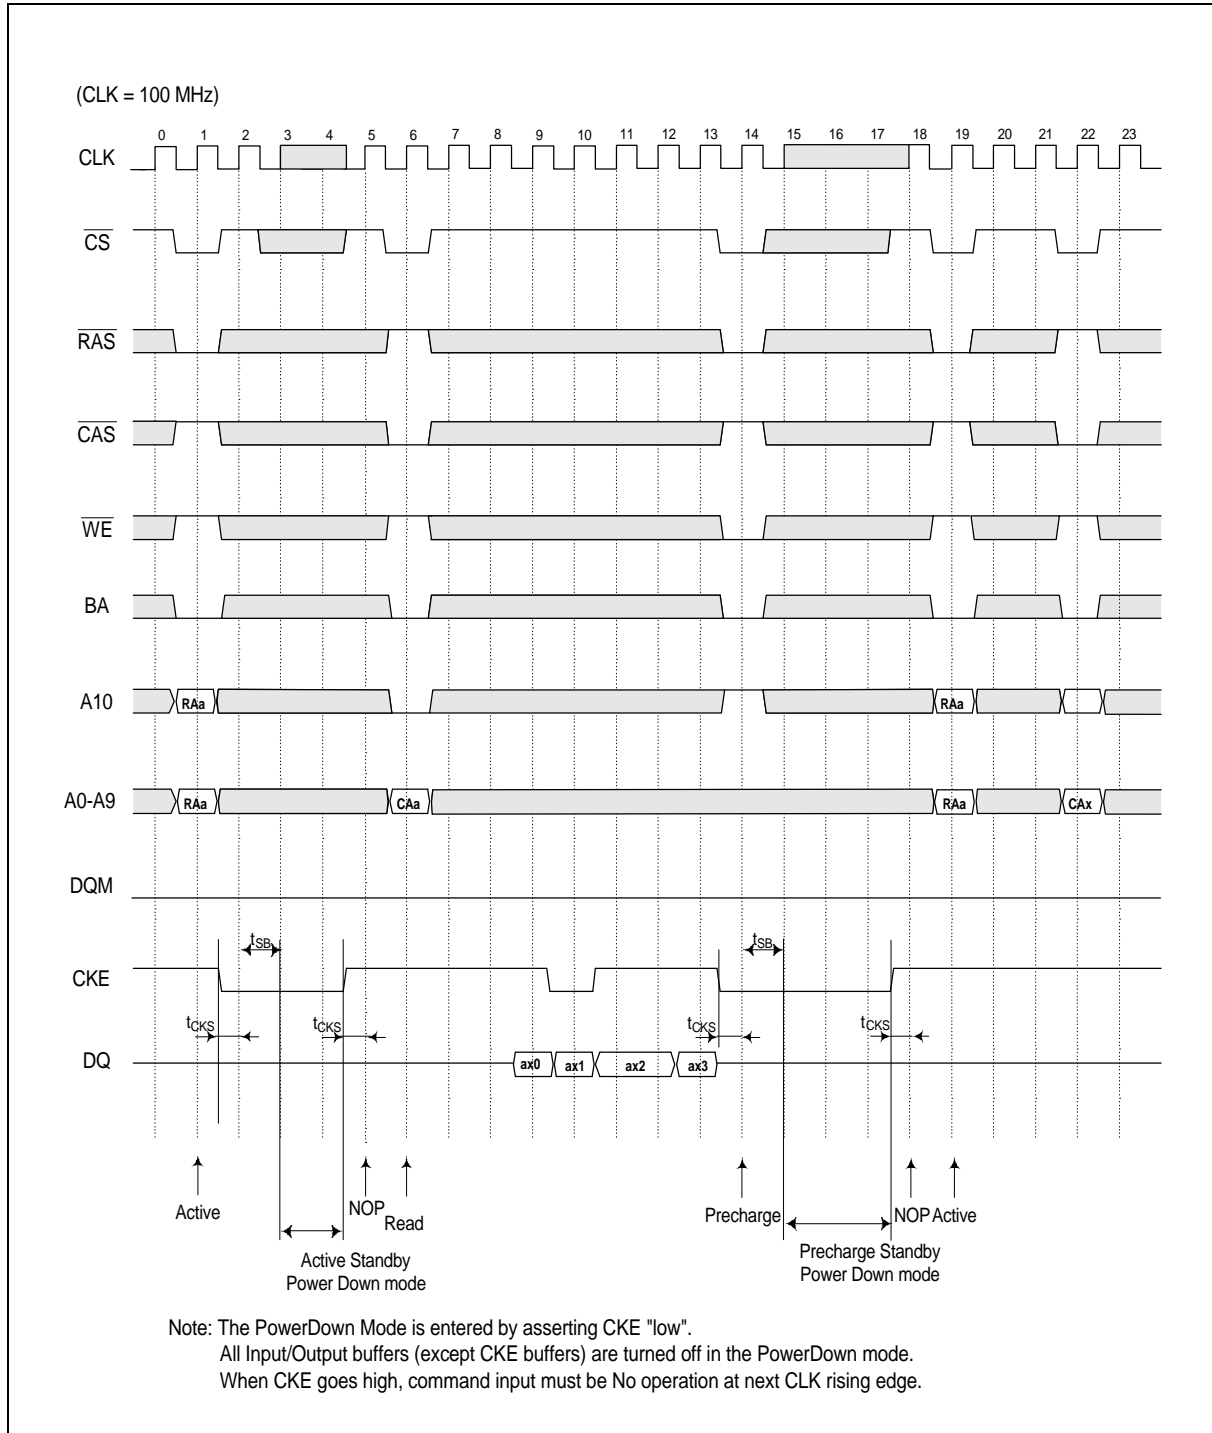 (CLK = 100 MHz)
0 1 2 3 4 5 6 7 8 9 10 11 12 13 14 15 16 17 18 19 20 21 22 23
CLK
CS
RAS
CAS
WE
BA
A10 RAa RAa
A0-A9 RAa CAa RAa CAx
DQM
tSB tSB
CKE
tCKS tCKS tCKS tCKS
DQ ax0 ax1 ax2 ax3
Active NOP Read Precharge NOP Active
Active Standby
Power Down mode
Precharge Standby
Power Down mode
Note: The PowerDown Mode is entered by asserting CKE "low".
All Input/Output buffers (except CKE buffers) are turned off in the PowerDown mode.
When CKE goes high, command input must be No operation at next CLK rising edge.